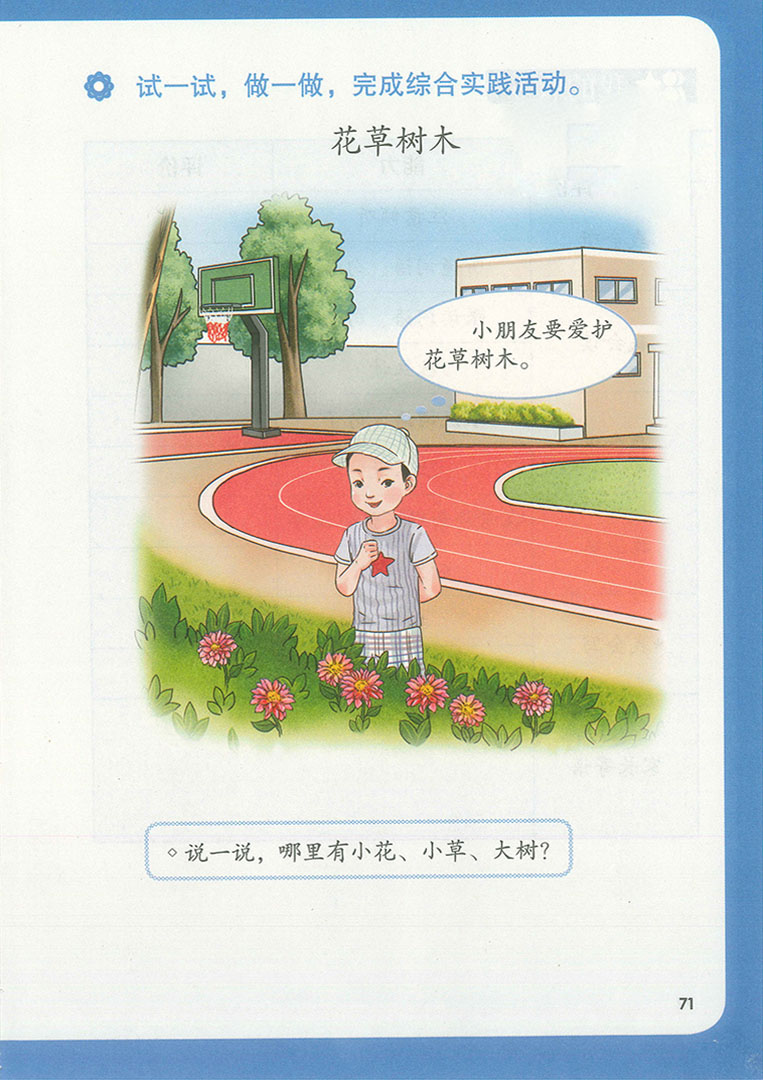 试一试，做一做，完成综合实践活动。
花草树木
小朋友要爱护
花草树木。
◇说一说，哪里有小花、小草、大树？
71